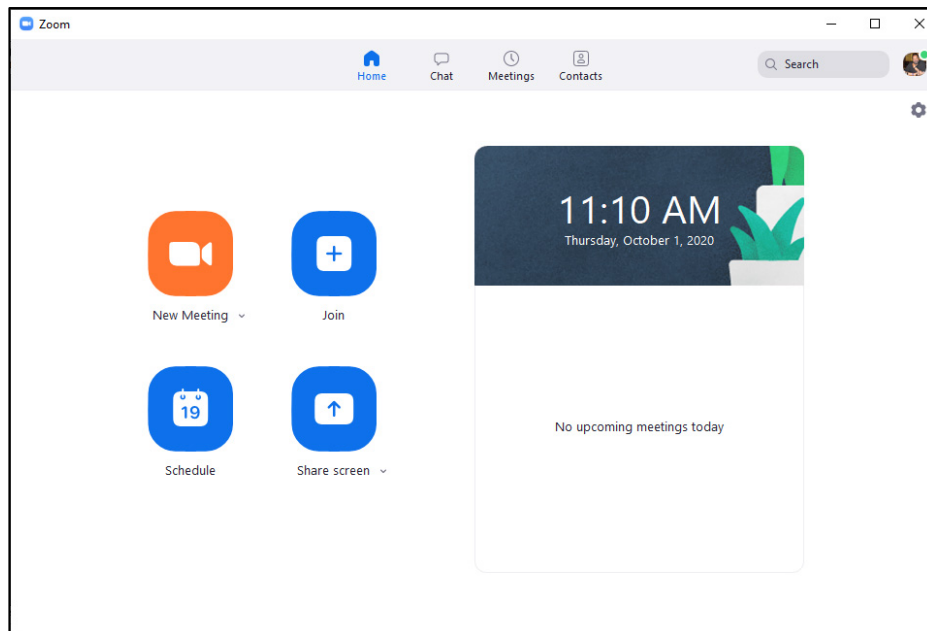 Zoom
Home Chat Meetings Contacts Search
11:10 AM
Thursday, October 1, 2020
New Meeting Join
19
Schedule Share screen
No upcoming meetings today